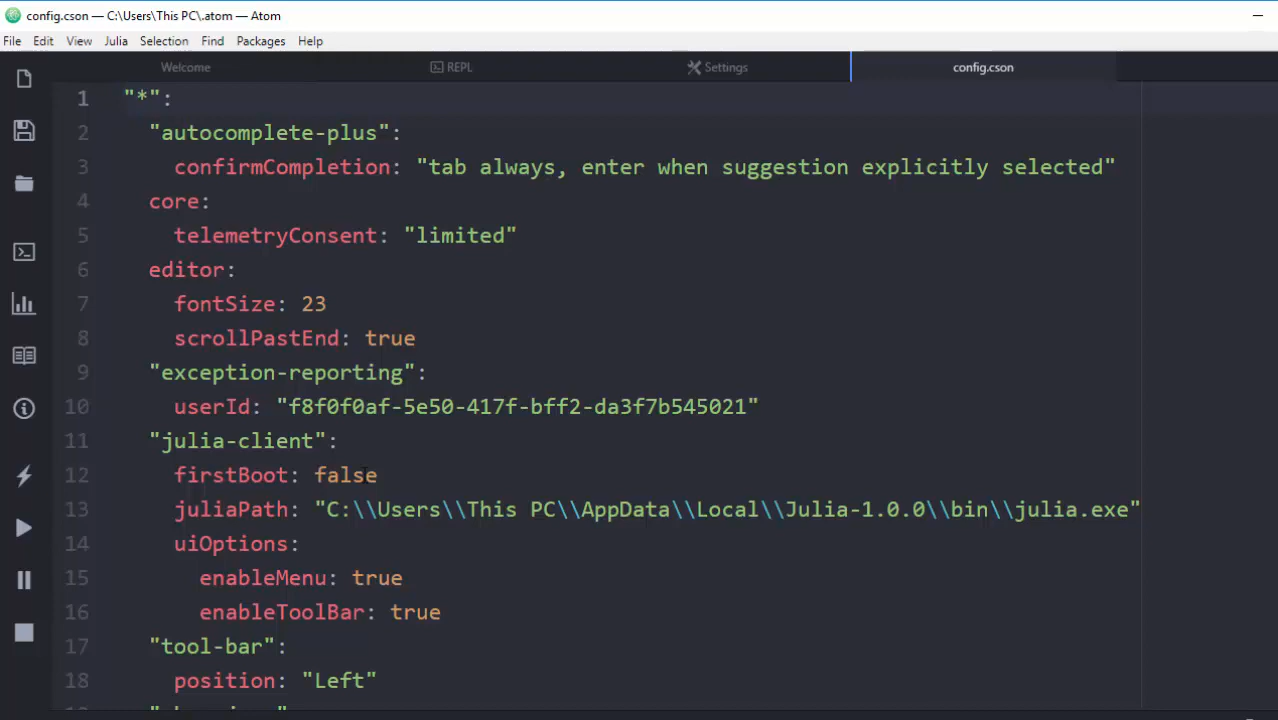 config.cson — C:\Users\This PC\.atom — Atom
File Edit View Julia Selection Find Packages Help
Welcome REPL Settings config.cson
1 "*":
2 "autocomplete-plus":
3 confirmCompletion: "tab always, enter when suggestion explicitly selected"
4 core:
5 telemetryConsent: "limited"
6 editor:
7 fontSize: 23
8 scrollPastEnd: true
9 "exception-reporting":
10 userId: "f8f0f0af-5e50-417f-bff2-da3f7b545021"
11 "julia-client":
12 firstBoot: false
13 juliaPath: "C:\\Users\\This PC\\AppData\\Local\\Julia-1.0.0\\bin\\julia.exe"
14 uiOptions:
15 enableMenu: true
16 enableToolBar: true
17 "tool-bar":
18 position: "Left"